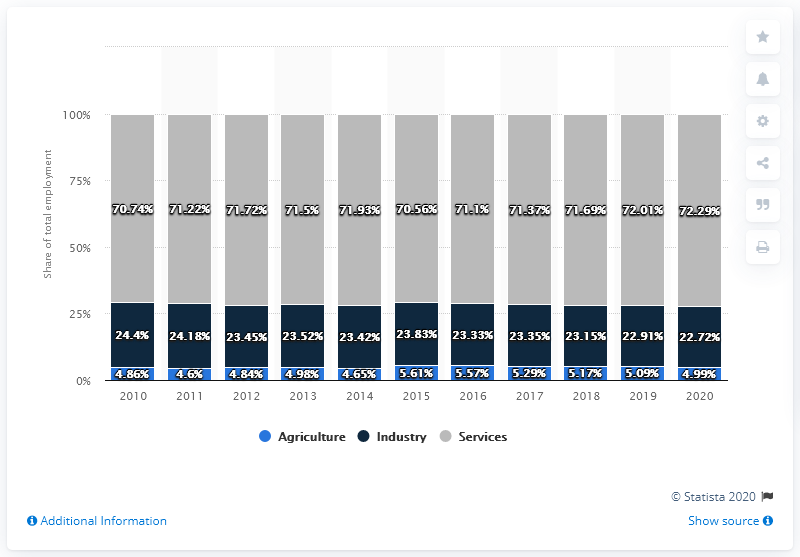 Share of total employment
100%
75%
50%
25%
0%
70.74% 71.22% 71.72% 71.5% 71.93% 70.56% 71.1% 71.37% 71.69% 72.01% 72.29%
24.4% 24.18% 23.45% 23.52% 23.42% 23.83% 23.33% 23.35% 23.15% 22.91% 22.72%
4.86% 4.6% 4.84% 4.98% 4.65% 5.61% 5.57% 5.29% 5.17% 5.09% 4.99%
2010 2011 2012 2013 2014 2015 2016 2017 2018 2019 2020
Agriculture Industry Services
© Statista 2020
Additional Information Show source